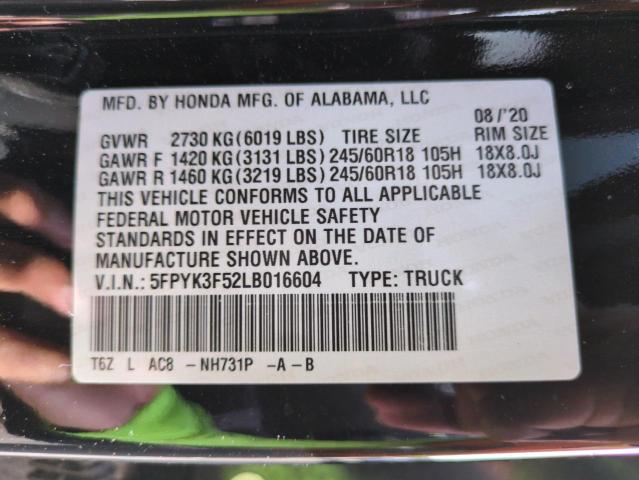 MFD. BY HONDA MFG. OF ALABAMA, LLC
08/'20
GVWR 2730 KG(6019 LBS) TIRE SIZE RIM SIZE
GAWR F 1420 KG(3131 LBS) 245/60R18 105H 18X8.0J
GAWR R 1460 KG(3219 LBS) 245/60R18 105H 18X8.0J
THIS VEHICLE CONFORMS TO ALL APPLICABLE
FEDERAL MOTOR VEHICLE SAFETY
STANDARDS IN EFFECT ON THE DATE OF
MANUFACTURE SHOWN ABOVE.
V.I.N.: 5FPYK3F52LB016604 TYPE: TRUCK
T6Z L AC8 -NH731P -A-B